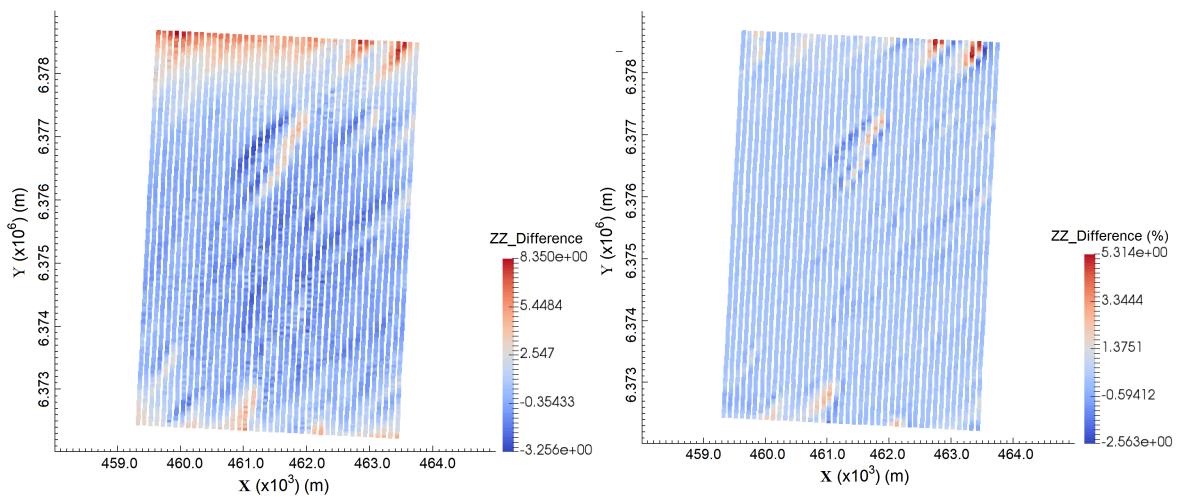 6.378
6.377
6.376
6.375
6.374
6.373
Y (x10⁶) (m)
459.0 460.0 461.0 462.0 463.0 464.0
X (x10³) (m)
ZZ_Difference
8.350e+00
5.4484
2.547
-0.35433
-3.256e+00
6.378
6.377
6.376
6.375
6.374
6.373
Y (x10⁶) (m)
459.0 460.0 461.0 462.0 463.0 464.0
X (x10³) (m)
ZZ_Difference (%)
5.314e+00
3.3444
1.3751
-0.59412
-2.563e+00